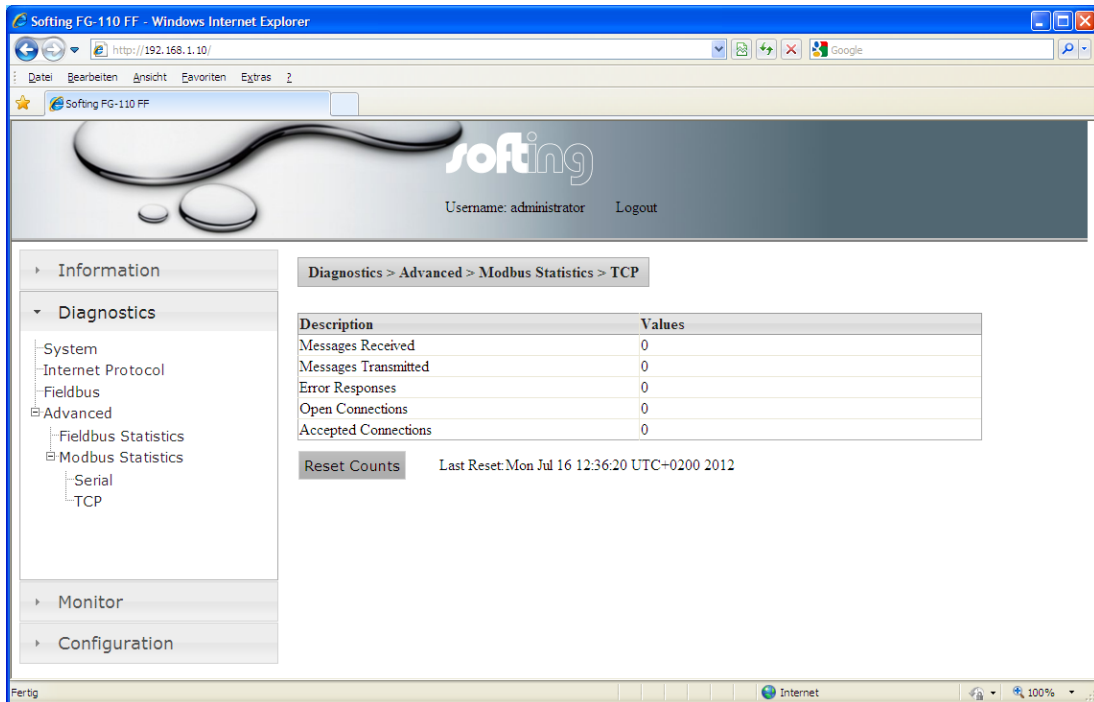 Softing FG-110 FF - Windows Internet Explorer
http://192.168.1.10/
Google
Datei Bearbeiten Ansicht Favoriten Extras ?
Softing FG-110 FF
softing
Username: administrator Logout
Information
Diagnostics
System
Internet Protocol
Fieldbus
Advanced
Fieldbus Statistics
Modbus Statistics
Serial
TCP
Monitor
Configuration
Diagnostics > Advanced > Modbus Statistics > TCP
Description Values
Messages Received 0
Messages Transmitted 0
Error Responses 0
Open Connections 0
Accepted Connections 0
Reset Counts Last Reset:Mon Jul 16 12:36:20 UTC+0200 2012
Fertig Internet 100%